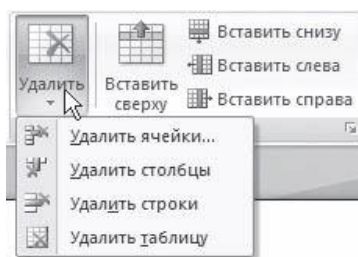 Удалить
Вставить
сверху
Вставить снизу
Вставить слева
Вставить справа
Удалить ячейки...
Удалить столбцы
Удалить строки
Удалить таблицу